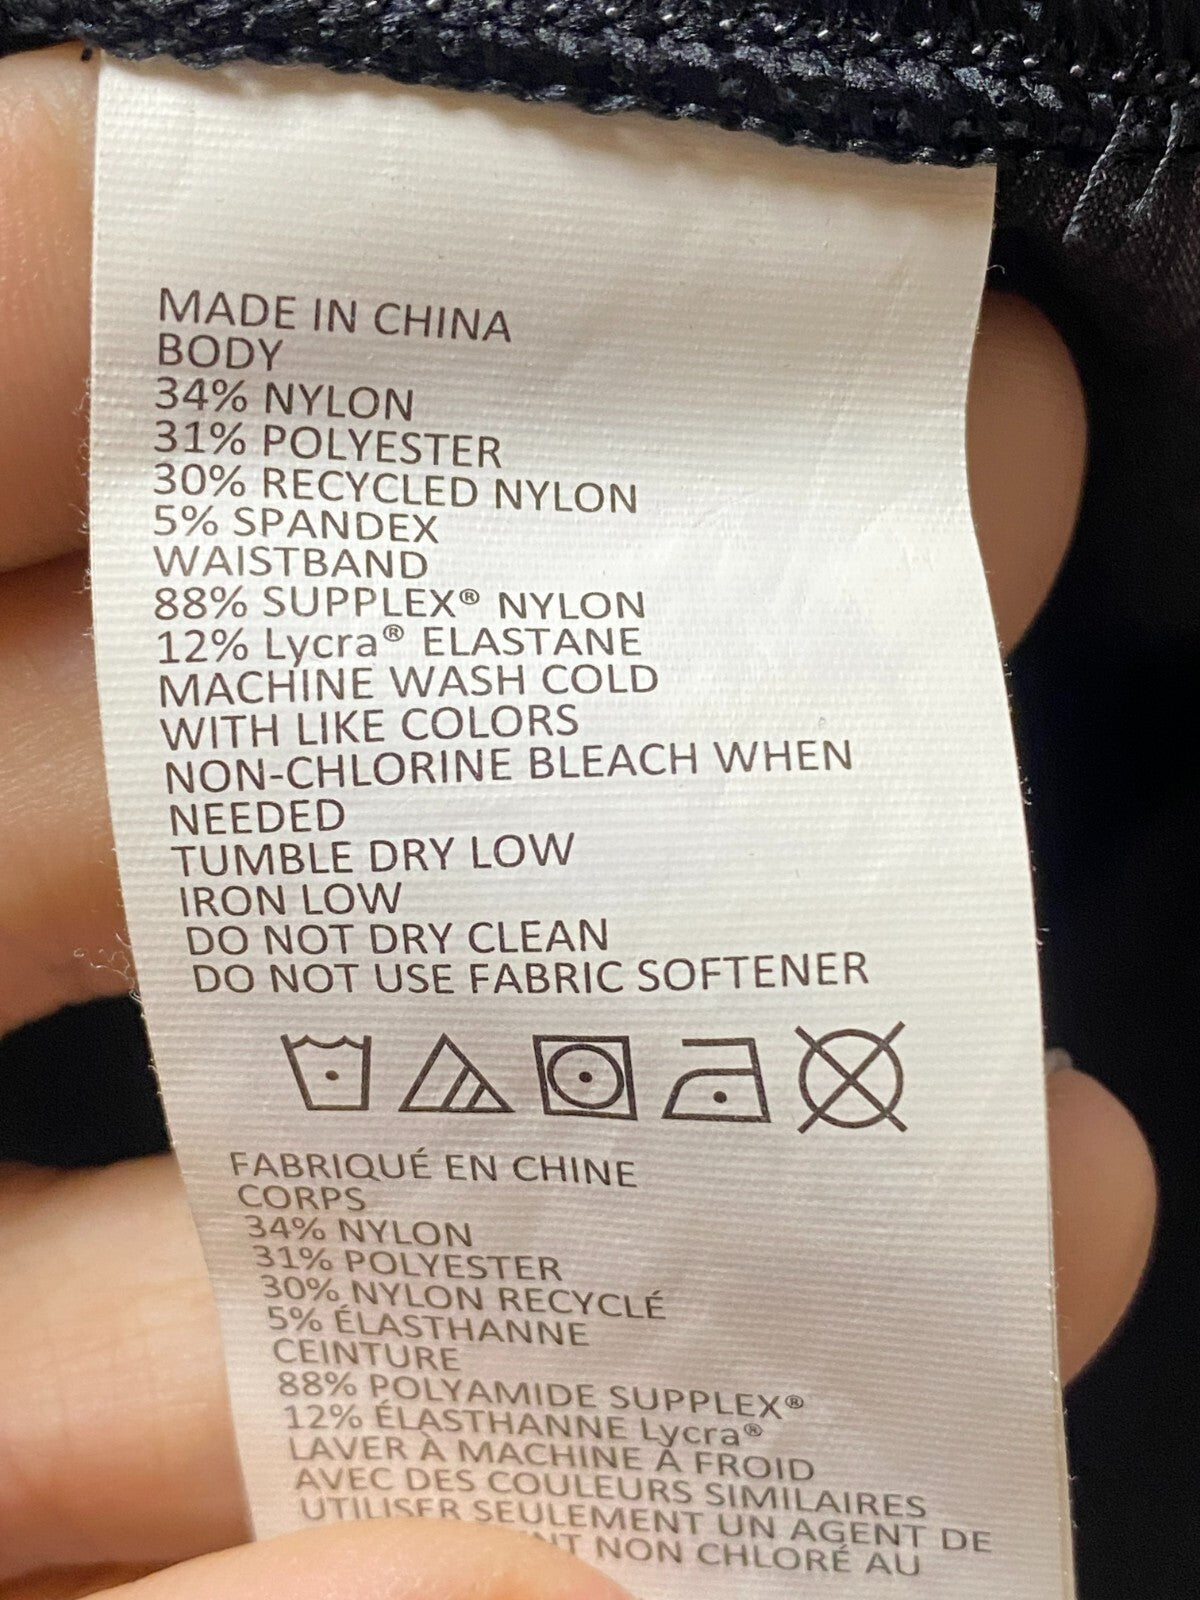 MADE IN CHINA
BODY
34% NYLON
31% POLYESTER
30% RECYCLED NYLON
5% SPANDEX
WAISTBAND
88% SUPPLEX® NYLON
12% Lycra® ELASTANE
MACHINE WASH COLD
WITH LIKE COLORS
NON-CHLORINE BLEACH WHEN
NEEDED
TUMBLE DRY LOW
IRON LOW
DO NOT DRY CLEAN
DO NOT USE FABRIC SOFTENER
FABRIQUÉ EN CHINE
CORPS
34% NYLON
31% POLYESTER
30% NYLON RECYCLÉ
5% ÉLASTHANNE
CEINTURE
88% POLYAMIDE SUPPLEX®
12% ÉLASTHANNE Lycra®
LAVER À MACHINE À FROID
AVEC DES COULEURS SIMILAIRES
UTILISER SEULEMENT UN AGENT DE
NON CHLORÉ AU